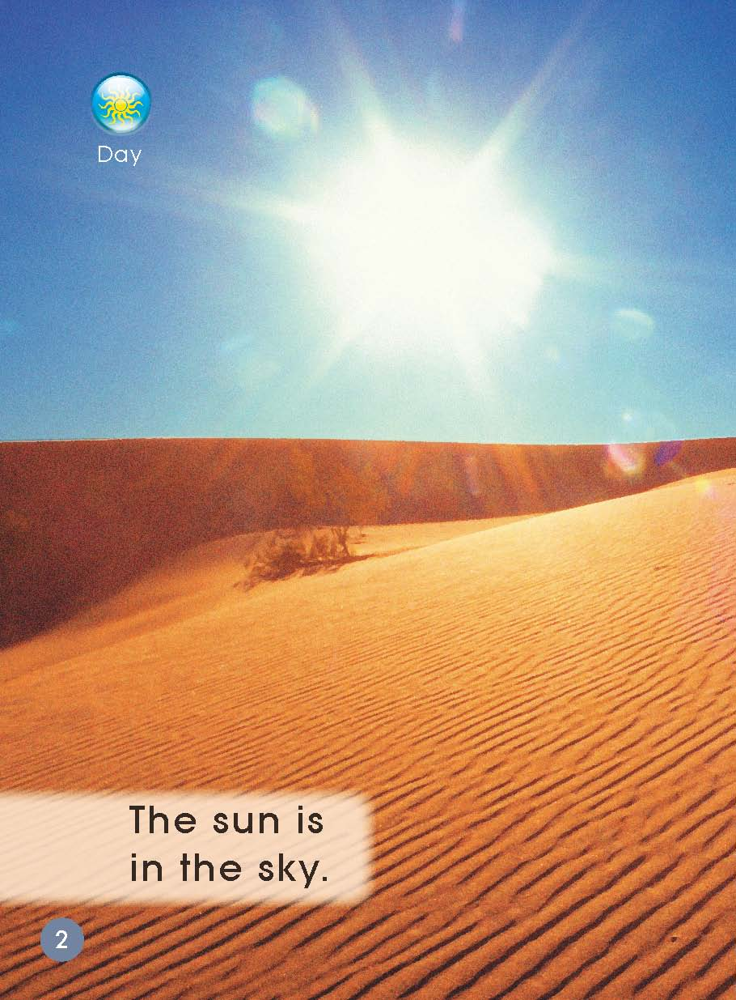 Day
The sun is
in the sky.
2